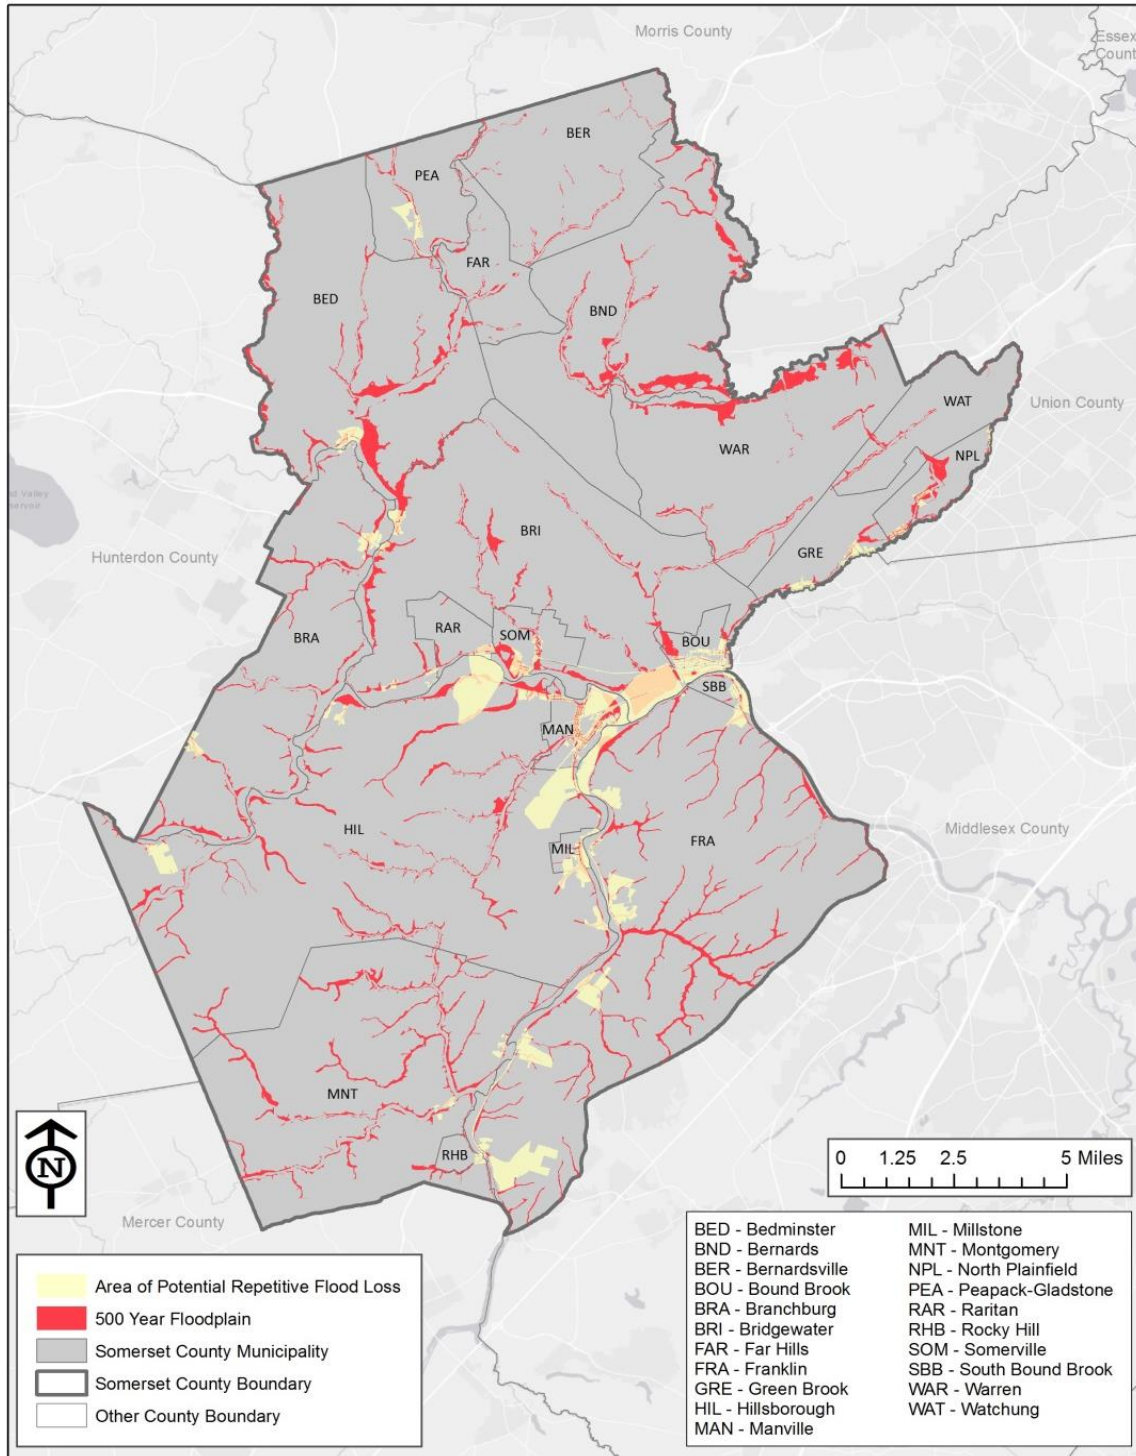 Morris County
Essex
County
BER
PEA
FAR
BED
BND
WAT
Union County
WAR
NPL
Hunterdon County
BRI
GRE
RAR
SOM
BRA
BOU
SBB
MAN
Middlesex County
HIL
MIL
FRA
MNT
RHB
N
Mercer County
0 1.25 2.5 5 Miles
Area of Potential Repetitive Flood Loss
500 Year Floodplain
Somerset County Municipality
Somerset County Boundary
Other County Boundary
BED - Bedminster
BND - Bernards
BER - Bernardsville
BOU - Bound Brook
BRA - Branchburg
BRI - Bridgewater
FAR - Far Hills
FRA - Franklin
GRE - Green Brook
HIL - Hillsborough
MAN - Manville
MIL - Millstone
MNT - Montgomery
NPL - North Plainfield
PEA - Peapack-Gladstone
RAR - Raritan
RHB - Rocky Hill
SOM - Somerville
SBB - South Bound Brook
WAR - Warren
WAT - Watchung